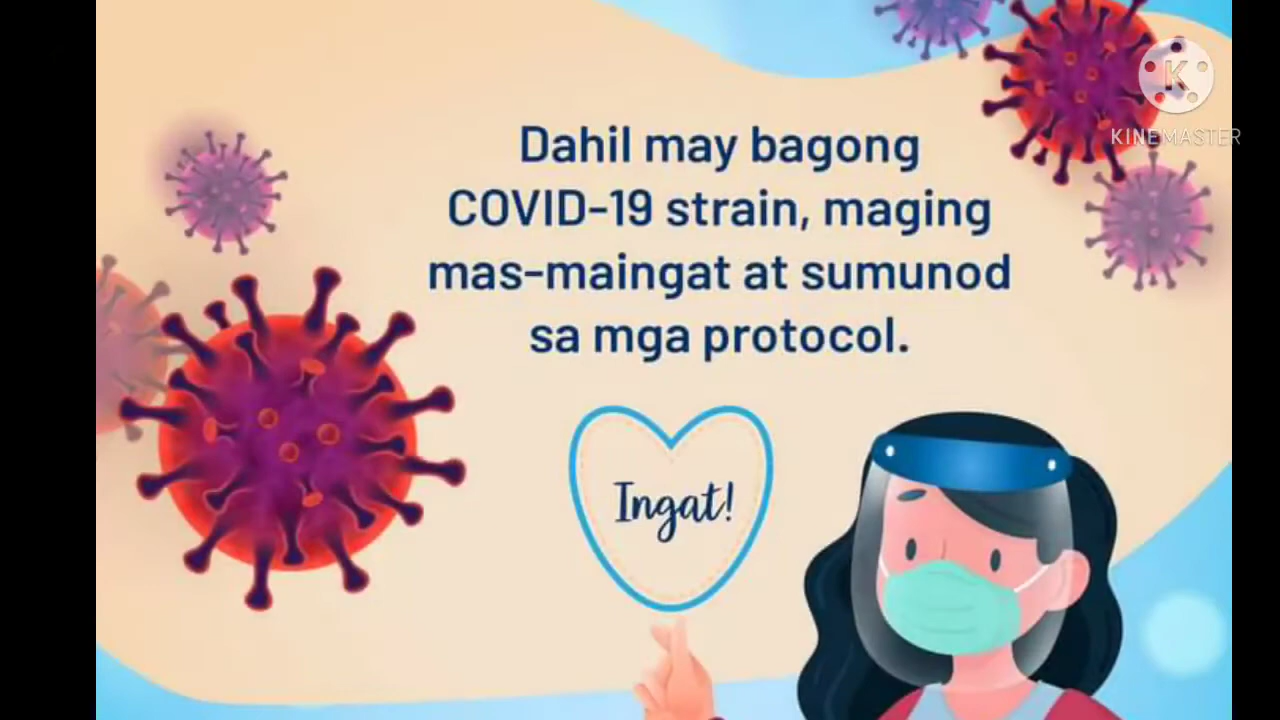 K
KINEMASTER
Dahil may bagong
COVID-19 strain, maging
mas-maingat at sumunod
sa mga protocol.
Ingat!